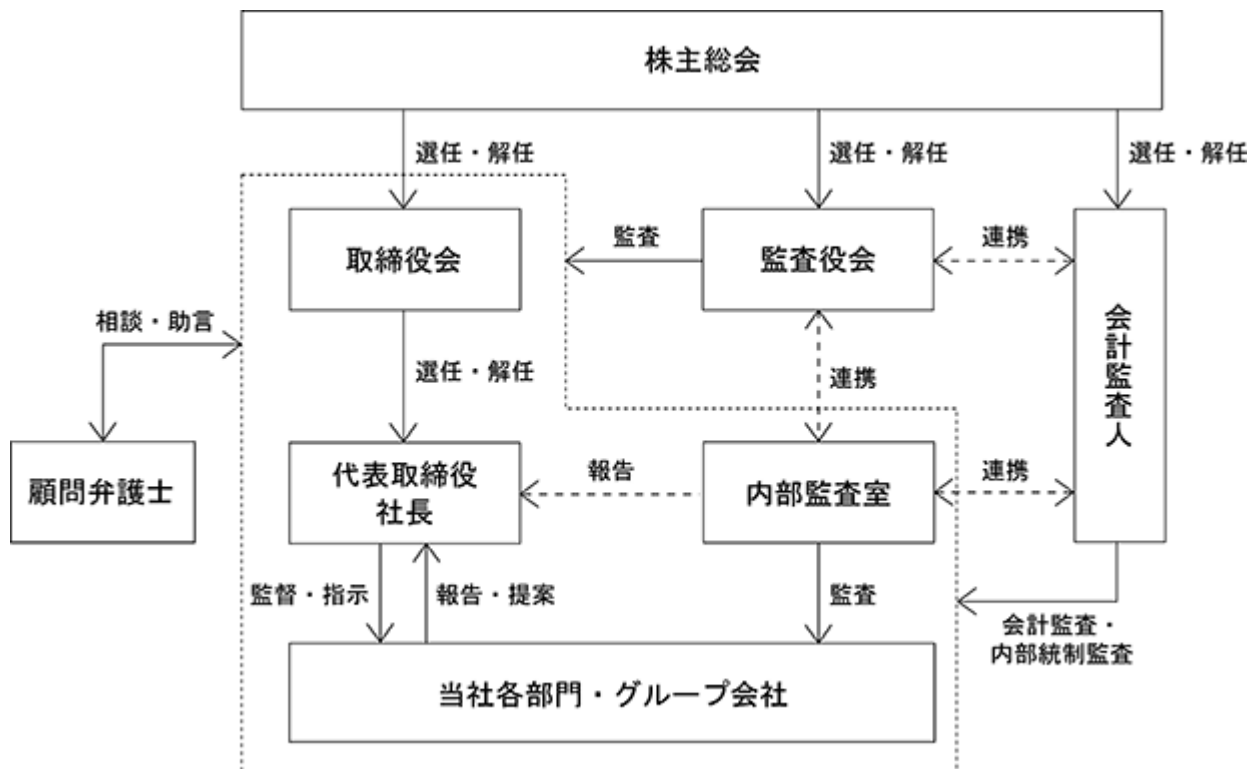 株主総会
選任・解任
選任・解任
選任・解任
取締役会
監査
監査役会
連携
会計監査人
相談・助言
選任・解任
連携
顧問弁護士
代表取締役
社長
報告
内部監査室
連携
監督・指示
報告・提案
監査
会計監査・
内部統制監査
当社各部門・グループ会社